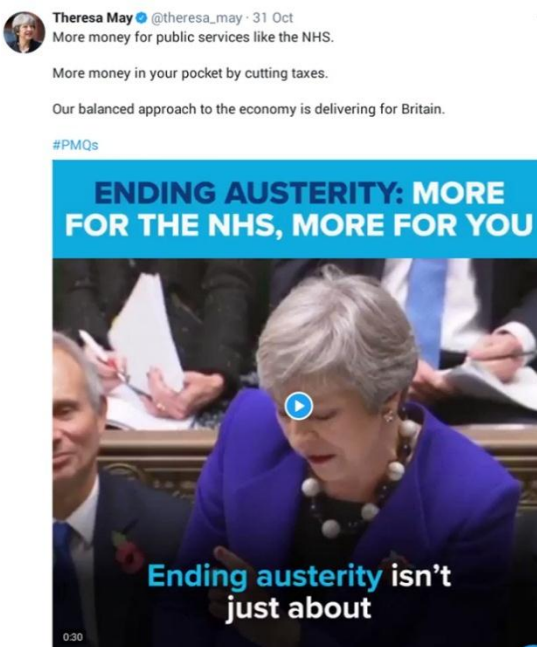 Theresa May @theresa_may · 31 Oct
More money for public services like the NHS.
More money in your pocket by cutting taxes.
Our balanced approach to the economy is delivering for Britain.
#PMQs
ENDING AUSTERITY: MORE
FOR THE NHS, MORE FOR YOU
Ending austerity isn't
just about
0:30